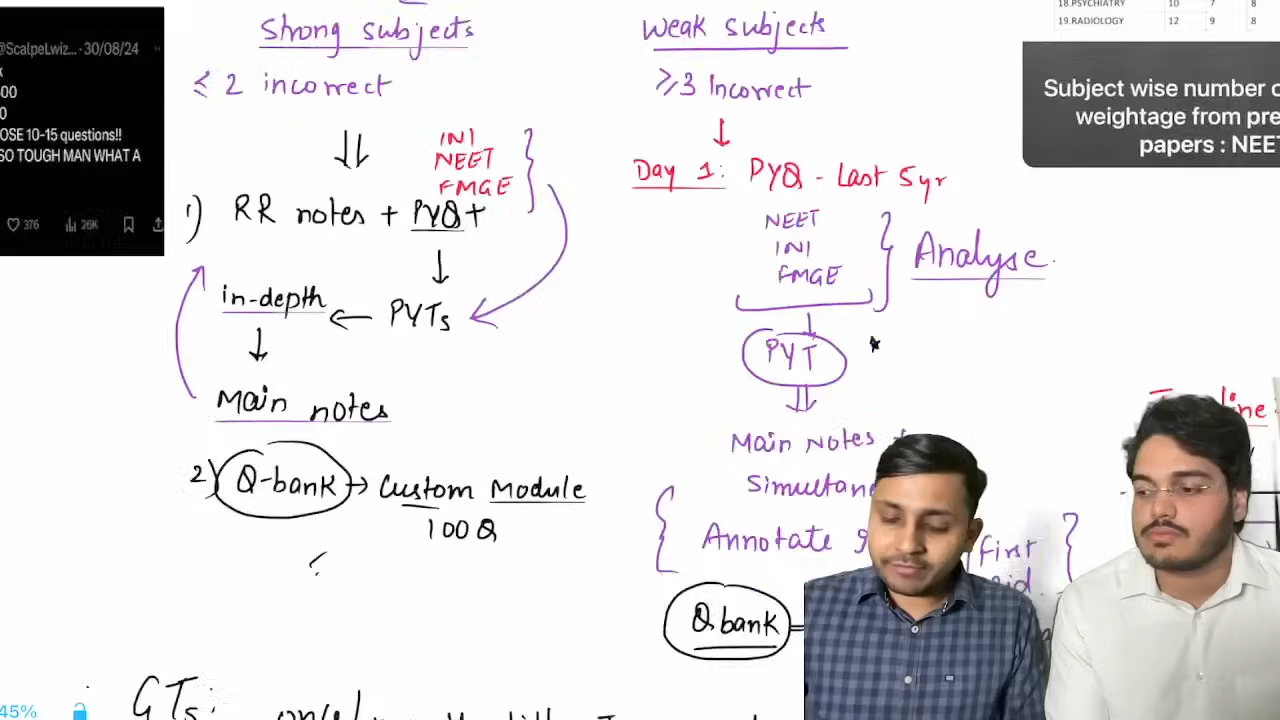 @ScalpeLwiz... · 30/08/24
OSE 10-15 questions!!
SO TOUGH MAN WHAT A
376
26K
strong subjects
≤ 2 incorrect
INI
NEET
FMGE
1) RR notes + PYQ +
in-depth ← PYTs
Main notes
2) Q-bank → Custom Module
100 Q
GTs:
45%
weak subjects
≥3 Incorrect
Day 1: PYQ - Last 5yr
NEET
INI
FMGE
Analyse
PYT
Main Notes
Annotate
first
Q bank
18.PSYCHIATRY 10 7 8
19.RADIOLOGY 12 9 8
Subject wise number
weightage from
papers :